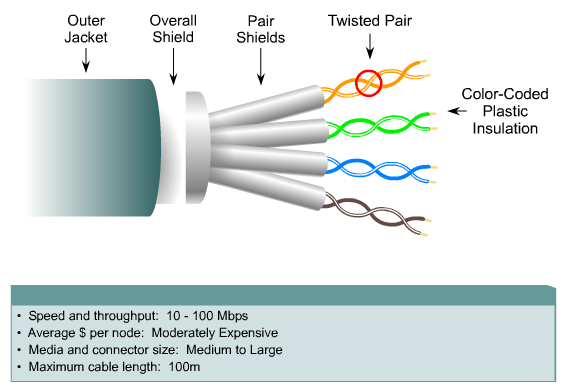 Outer
Jacket
Overall
Shield
Pair
Shields
Twisted Pair
Color-Coded
Plastic
Insulation
• Speed and throughput: 10 - 100 Mbps
• Average $ per node: Moderately Expensive
• Media and connector size: Medium to Large
• Maximum cable length: 100m